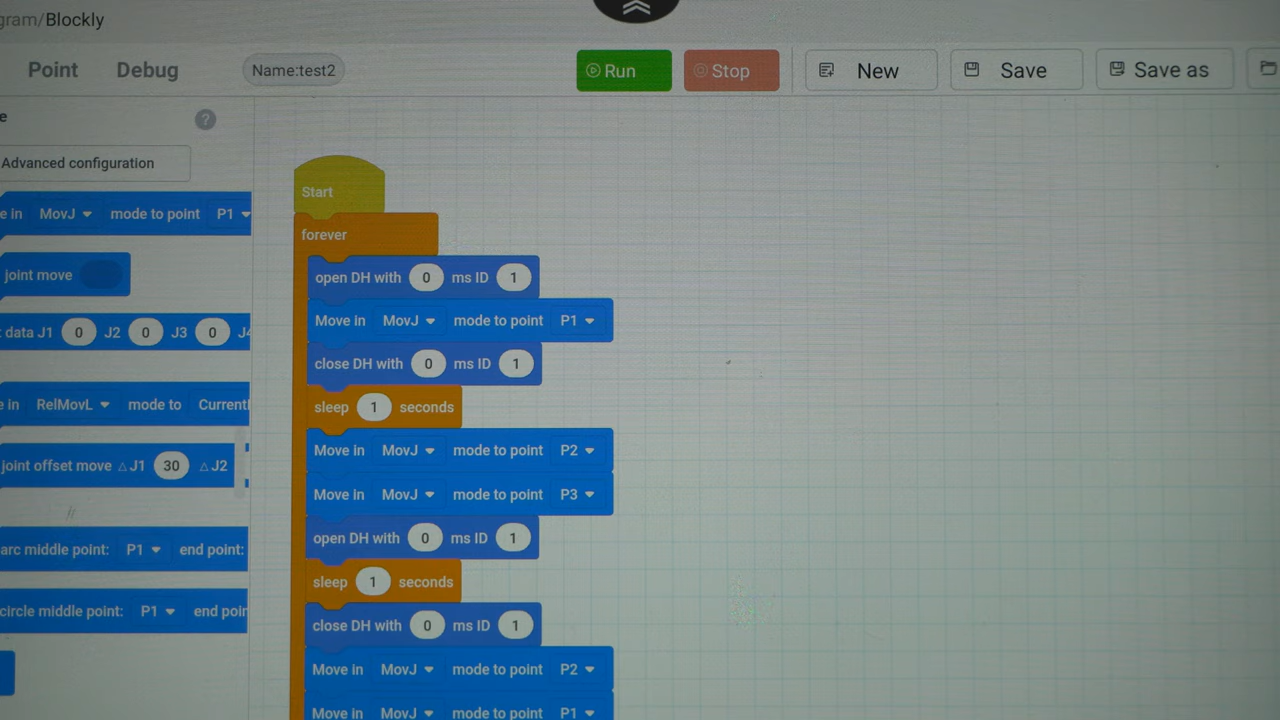 gram/Blockly
Point Debug Name:test2 Run Stop New Save Save as
e ?
Advanced configuration
e in MovJ mode to point P1
joint move
data J1 0 J2 0 J3 0 J4
e in RelMovL mode to Current
joint offset move △J1 30 △J2
arc middle point: P1 end point:
circle middle point: P1 end poin
Start
forever
open DH with 0 ms ID 1
Move in MovJ mode to point P1
close DH with 0 ms ID 1
sleep 1 seconds
Move in MovJ mode to point P2
Move in MovJ mode to point P3
open DH with 0 ms ID 1
sleep 1 seconds
close DH with 0 ms ID 1
Move in MovJ mode to point P2
Move in MovJ mode to point P1